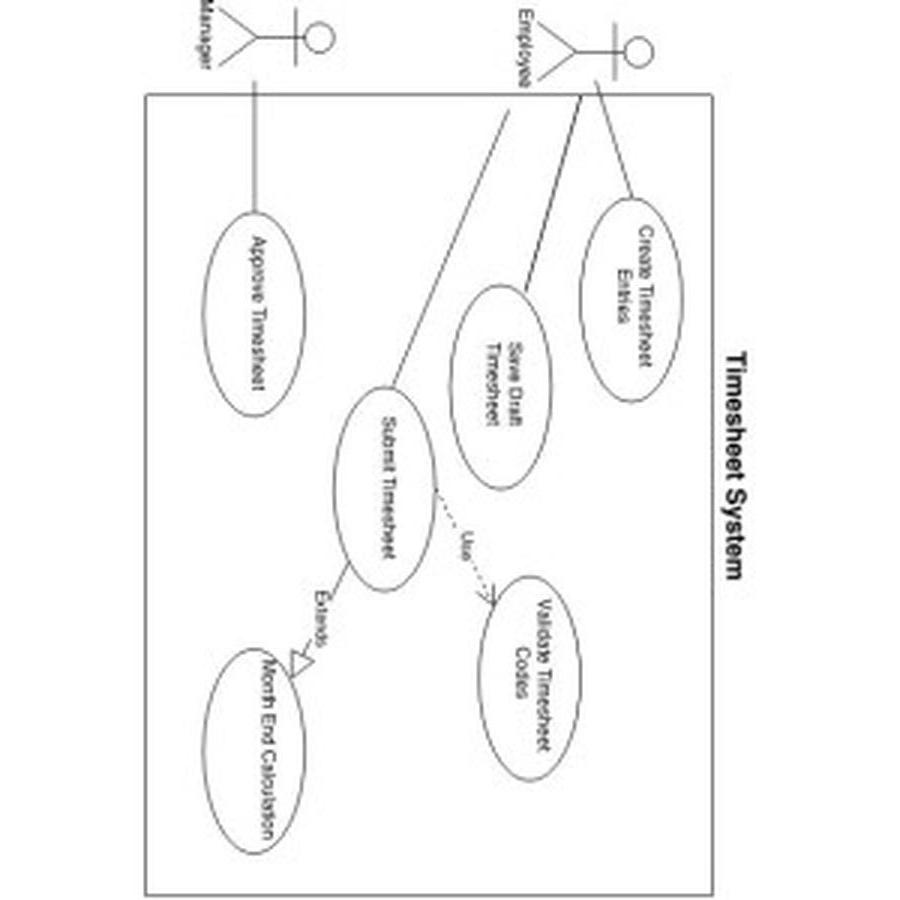 Timesheet System
Employee
Create Timesheet
Entries
Save Draft
Timesheet
Validate Timesheet
Codes
Use
Submit Timesheet
Extends
Manager
Approve Timesheet
Month End Calculation